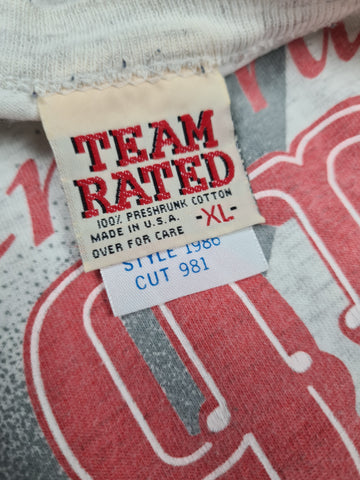 TEAM
RATED
100% PRESHRUNK COTTON
MADE IN U.S.A. -XL-
OVER FOR CARE
STYLE 1986
CUT 981